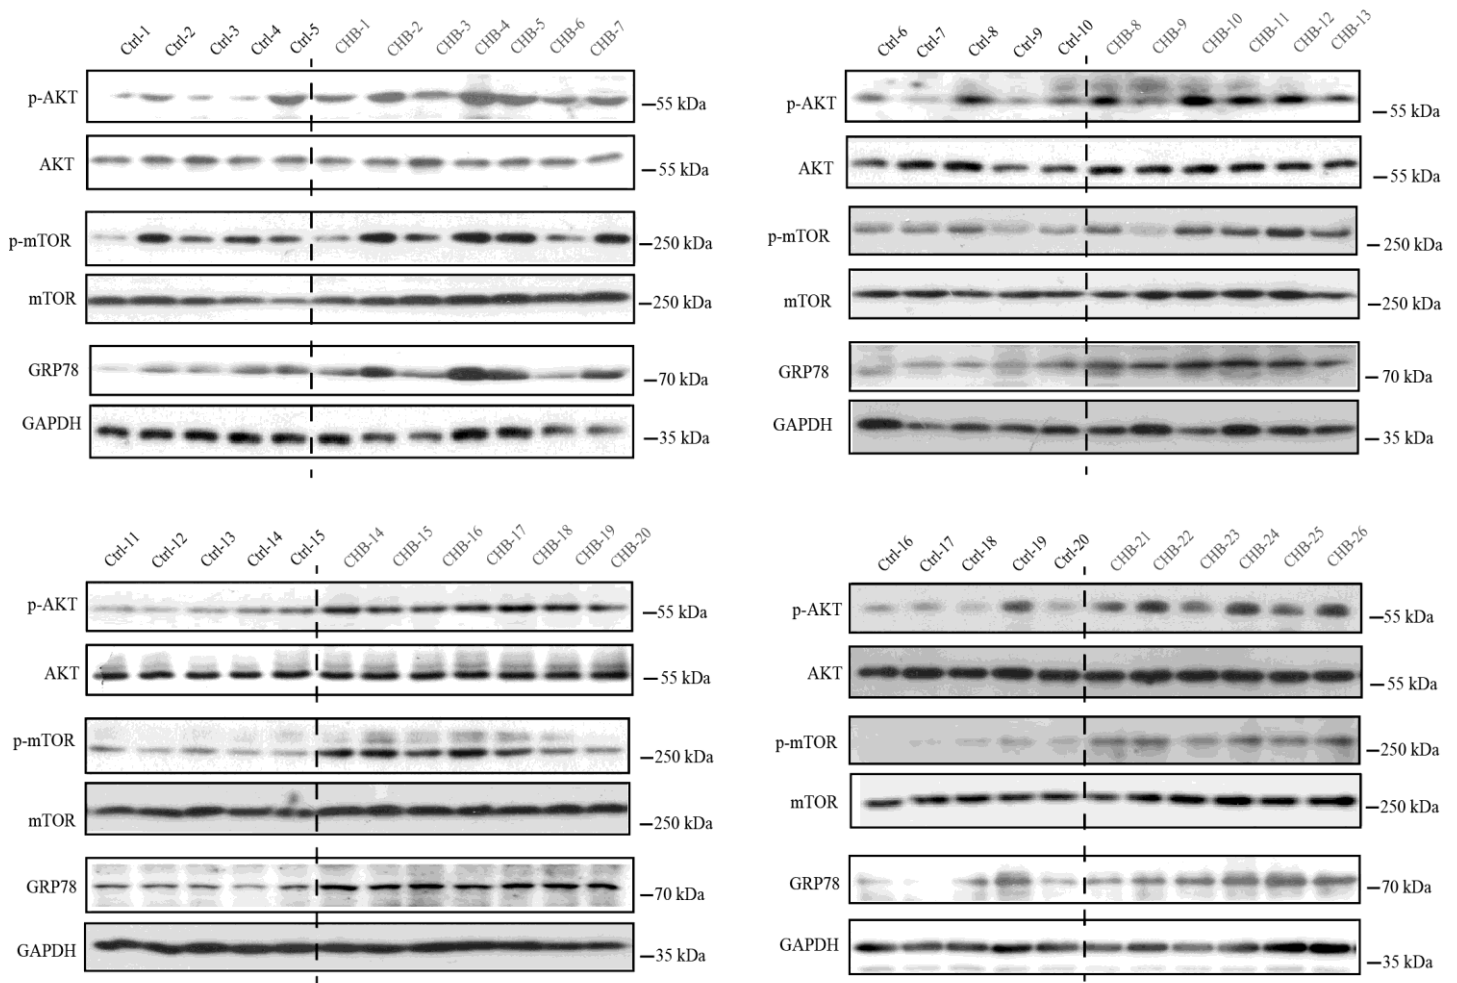 Ctrl-1 Ctrl-2 Ctrl-3 Ctrl-4 Ctrl-5 CHB-1 CHB-2 CHB-3 CHB-4 CHB-5 CHB-6 CHB-7
p-AKT 55 kDa
AKT 55 kDa
p-mTOR 250 kDa
mTOR 250 kDa
GRP78 70 kDa
GAPDH 35 kDa
Ctrl-6 Ctrl-7 Ctrl-8 Ctrl-9 Ctrl-10 CHB-8 CHB-9 CHB-10 CHB-11 CHB-12 CHB-13
p-AKT 55 kDa
AKT 55 kDa
p-mTOR 250 kDa
mTOR 250 kDa
GRP78 70 kDa
GAPDH 35 kDa
Ctrl-11 Ctrl-12 Ctrl-13 Ctrl-14 Ctrl-15 CHB-14 CHB-15 CHB-16 CHB-17 CHB-18 CHB-19 CHB-20
p-AKT 55 kDa
AKT 55 kDa
p-mTOR 250 kDa
mTOR 250 kDa
GRP78 70 kDa
GAPDH 35 kDa
Ctrl-16 Ctrl-17 Ctrl-18 Ctrl-19 Ctrl-20 CHB-21 CHB-22 CHB-23 CHB-24 CHB-25 CHB-26
p-AKT 55 kDa
AKT 55 kDa
p-mTOR 250 kDa
mTOR 250 kDa
GRP78 70 kDa
GAPDH 35 kDa